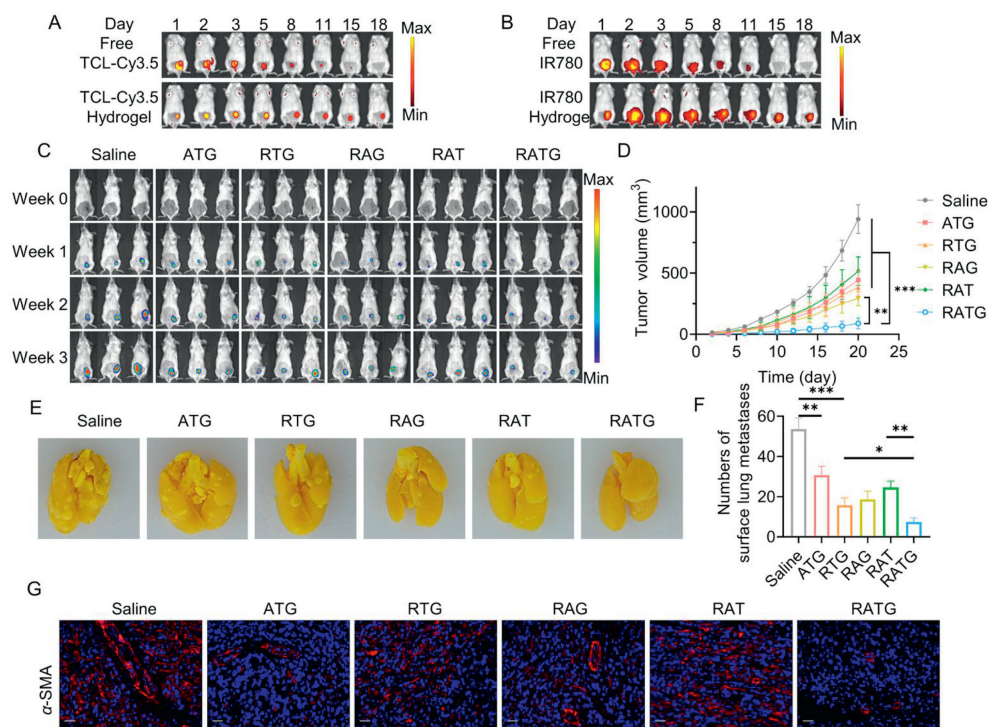 A
Day
1 2 3 5 8 11 15 18
Free
TCL-Cy3.5
TCL-Cy3.5
Hydrogel
Max
Min
B
Day
1 2 3 5 8 11 15 18
Free
IR780
IR780
Hydroge
Max
Min
C
Saline ATG RTG RAG RAT RATG
Week 0
Week 1
Week 2
Week 3
Max
Min
D
Tumor volume (mm³)
1000
500
0
0 5 10 15 20 25
Time (day)
Saline
ATG
RTG
RAG
RAT
RATG
***
**
E
Saline ATG RTG RAG RAT RATG
F
Numbers of
surface lung metastases
60
40
20
0
***
**
**
*
Saline
ATG
RTG
RAG
RAT
RATG
G
Saline ATG RTG RAG RAT RATG
α-SMA